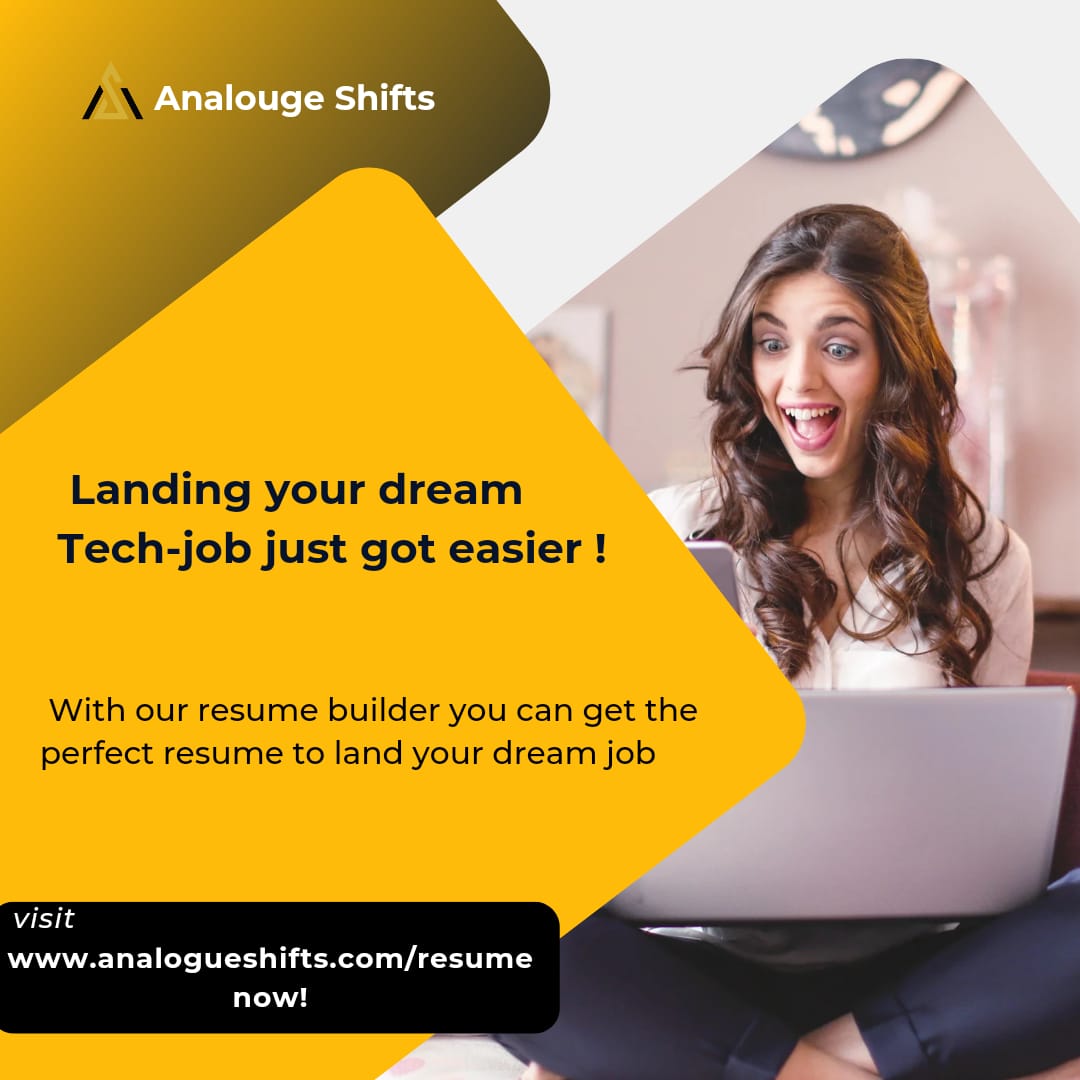 Analouge Shifts
Landing your dream
Tech-job just got easier !
With our resume builder you can get the
perfect resume to land your dream job
visit
www.analogueshifts.com/resume
now!